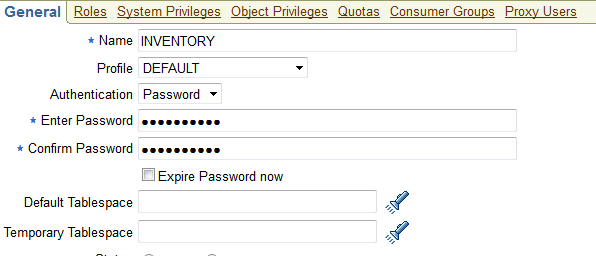 General Roles System Privileges Object Privileges Quotas Consumer Groups Proxy Users
* Name INVENTORY
Profile DEFAULT
Authentication Password
* Enter Password ●●●●●●●●●●
* Confirm Password ●●●●●●●●●●
Expire Password now
Default Tablespace
Temporary Tablespace